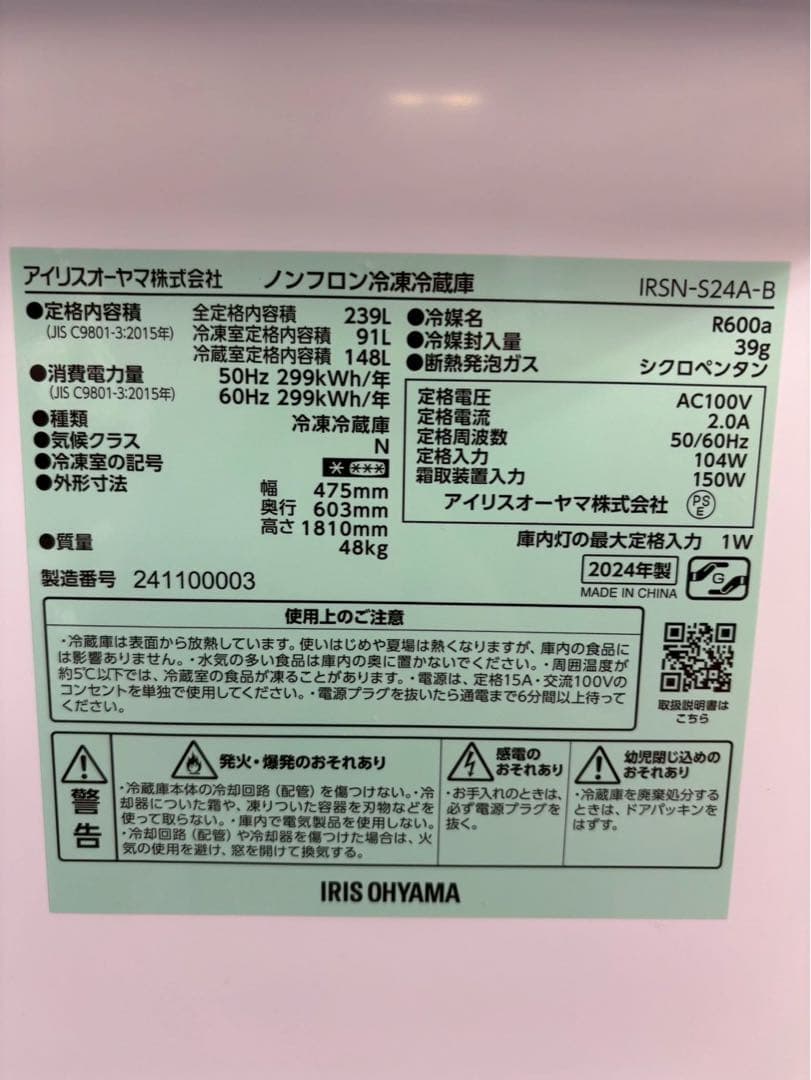 アイリスオーヤマ株式会社 ノンフロン冷凍冷蔵庫 IRSN-S24A-B
●定格内容積 全定格内容積 239L
(JIS C9801-3:2015年) 冷凍室定格内容積 91L
冷蔵室定格内容積 148L
●消費電力量 50Hz 299kWh/年
(JIS C9801-3:2015年) 60Hz 299kWh/年
●種類 冷凍冷蔵庫
●気候クラス N
●冷凍室の記号
●外形寸法 幅 475mm
奥行 603mm
高さ 1810mm
●質量 48kg
製造番号 241100003
●冷媒名 R600a
●冷媒封入量 39g
●断熱発泡ガス シクロペンタン
定格電圧 AC100V
定格電流 2.0A
定格周波数 50/60Hz
定格入力 104W
霜取装置入力 150W
アイリスオーヤマ株式会社 PSE
庫内灯の最大定格入力 1W
2024年製 G
MADE IN CHINA
使用上のご注意
・冷蔵庫は表面から放熱しています。使いはじめや夏場は熱くなりますが、庫内の食品に
は影響ありません。・水気の多い食品は庫内の奥に置かないでください。・周囲温度が
約5℃以下では、冷蔵室の食品が凍ることがあります。・電源は、定格15A・交流100Vの
コンセントを単独で使用してください。・電源プラグを抜いたら通電まで6分間以上待って
ください。
取扱説明書は
こちら
警告
発火・爆発のおそれあり
・冷蔵庫本体の冷却回路（配管）を傷つけない。・冷
却器についた霜や、凍りついた容器を刃物などを
使って取らない。・庫内で電気製品を使用しない。
・冷却回路（配管）や冷却器を傷つけた場合は、火
気の使用を避け、窓を開けて換気する。
感電の
おそれあり
・お手入れのときは、
必ず電源プラグを
抜く。
幼児閉じ込めの
おそれあり
・冷蔵庫を廃棄処分する
ときは、ドアパッキンを
はずす。
IRIS OHYAMA